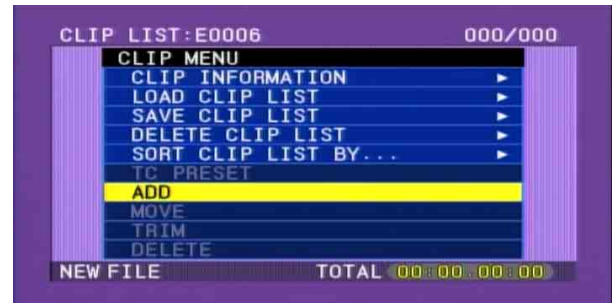 CLIP LIST:E0006 000/000
CLIP MENU
CLIP INFORMATION
LOAD CLIP LIST
SAVE CLIP LIST
DELETE CLIP LIST
SORT CLIP LIST BY...
TC PRESET
ADD
MOVE
TRIM
DELETE
NEW FILE TOTAL 00:00.00:00